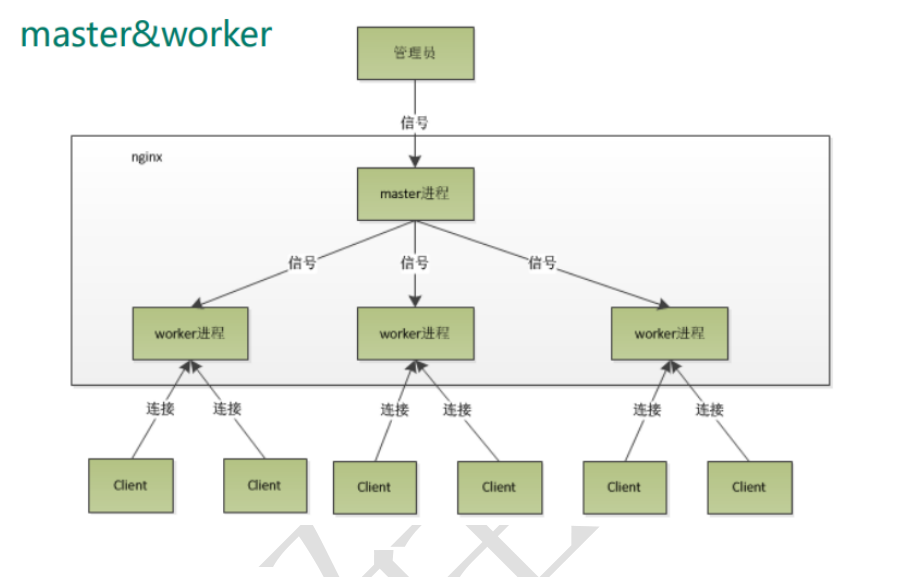 master&worker
管理员
信号
nginx
master进程
信号 信号 信号
worker进程 worker进程 worker进程
连接 连接 连接 连接 连接 连接
Client Client Client Client Client Client